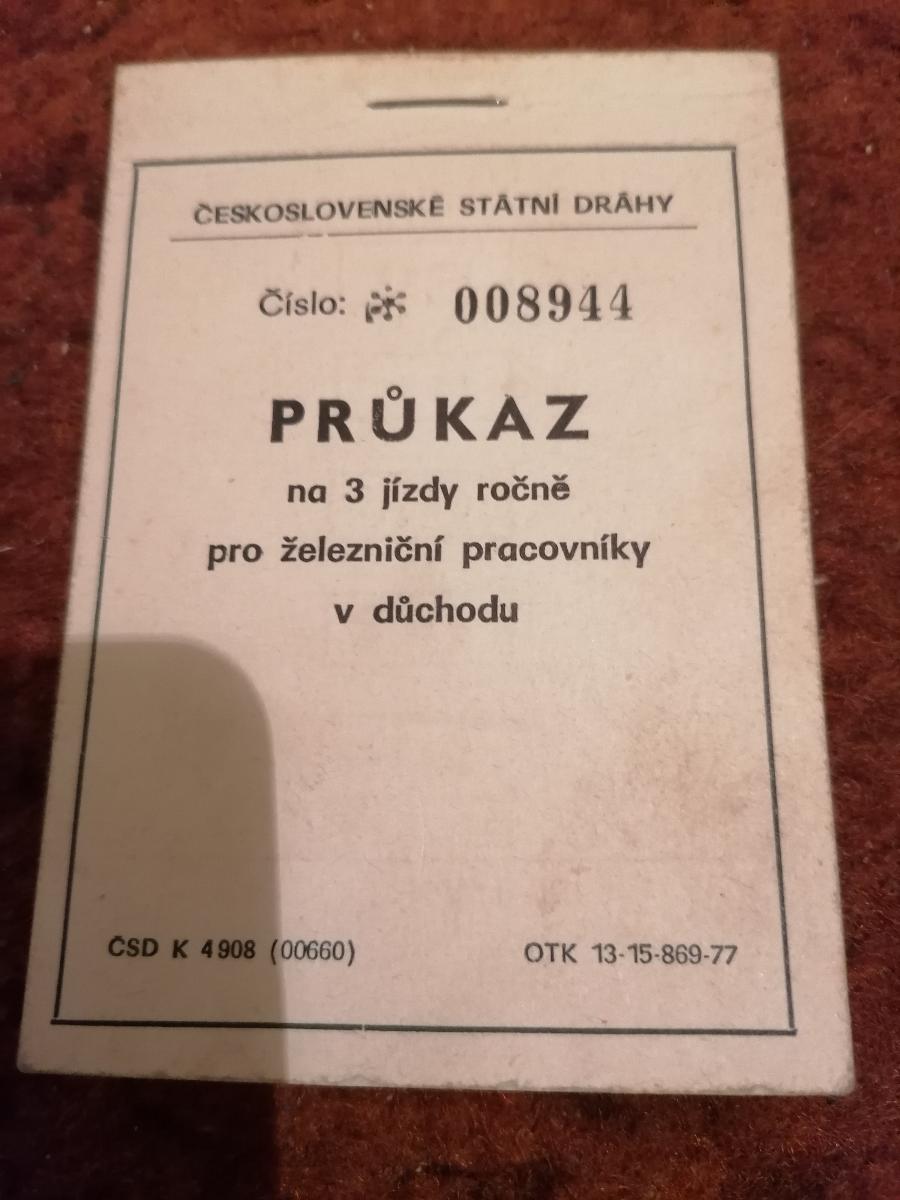 ČESKOSLOVENSKÉ STÁTNÍ DRÁHY
Číslo: 008944
PRŮKAZ
na 3 jízdy ročně
pro železniční pracovníky
v důchodu
ČSD K 4908 (00660) OTK 13-15-869-77